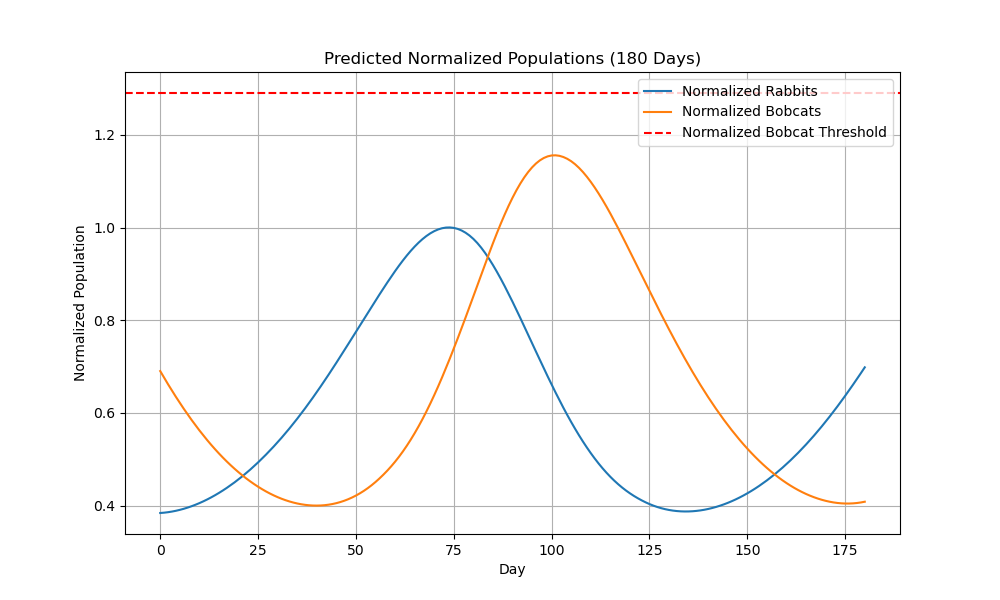 Predicted Normalized Populations (180 Days)
Normalized Rabbits
Normalized Bobcats
Normalized Bobcat Threshold
Normalized Population
1.2
1.0
0.8
0.6
0.4
0 25 50 75 100 125 150 175
Day